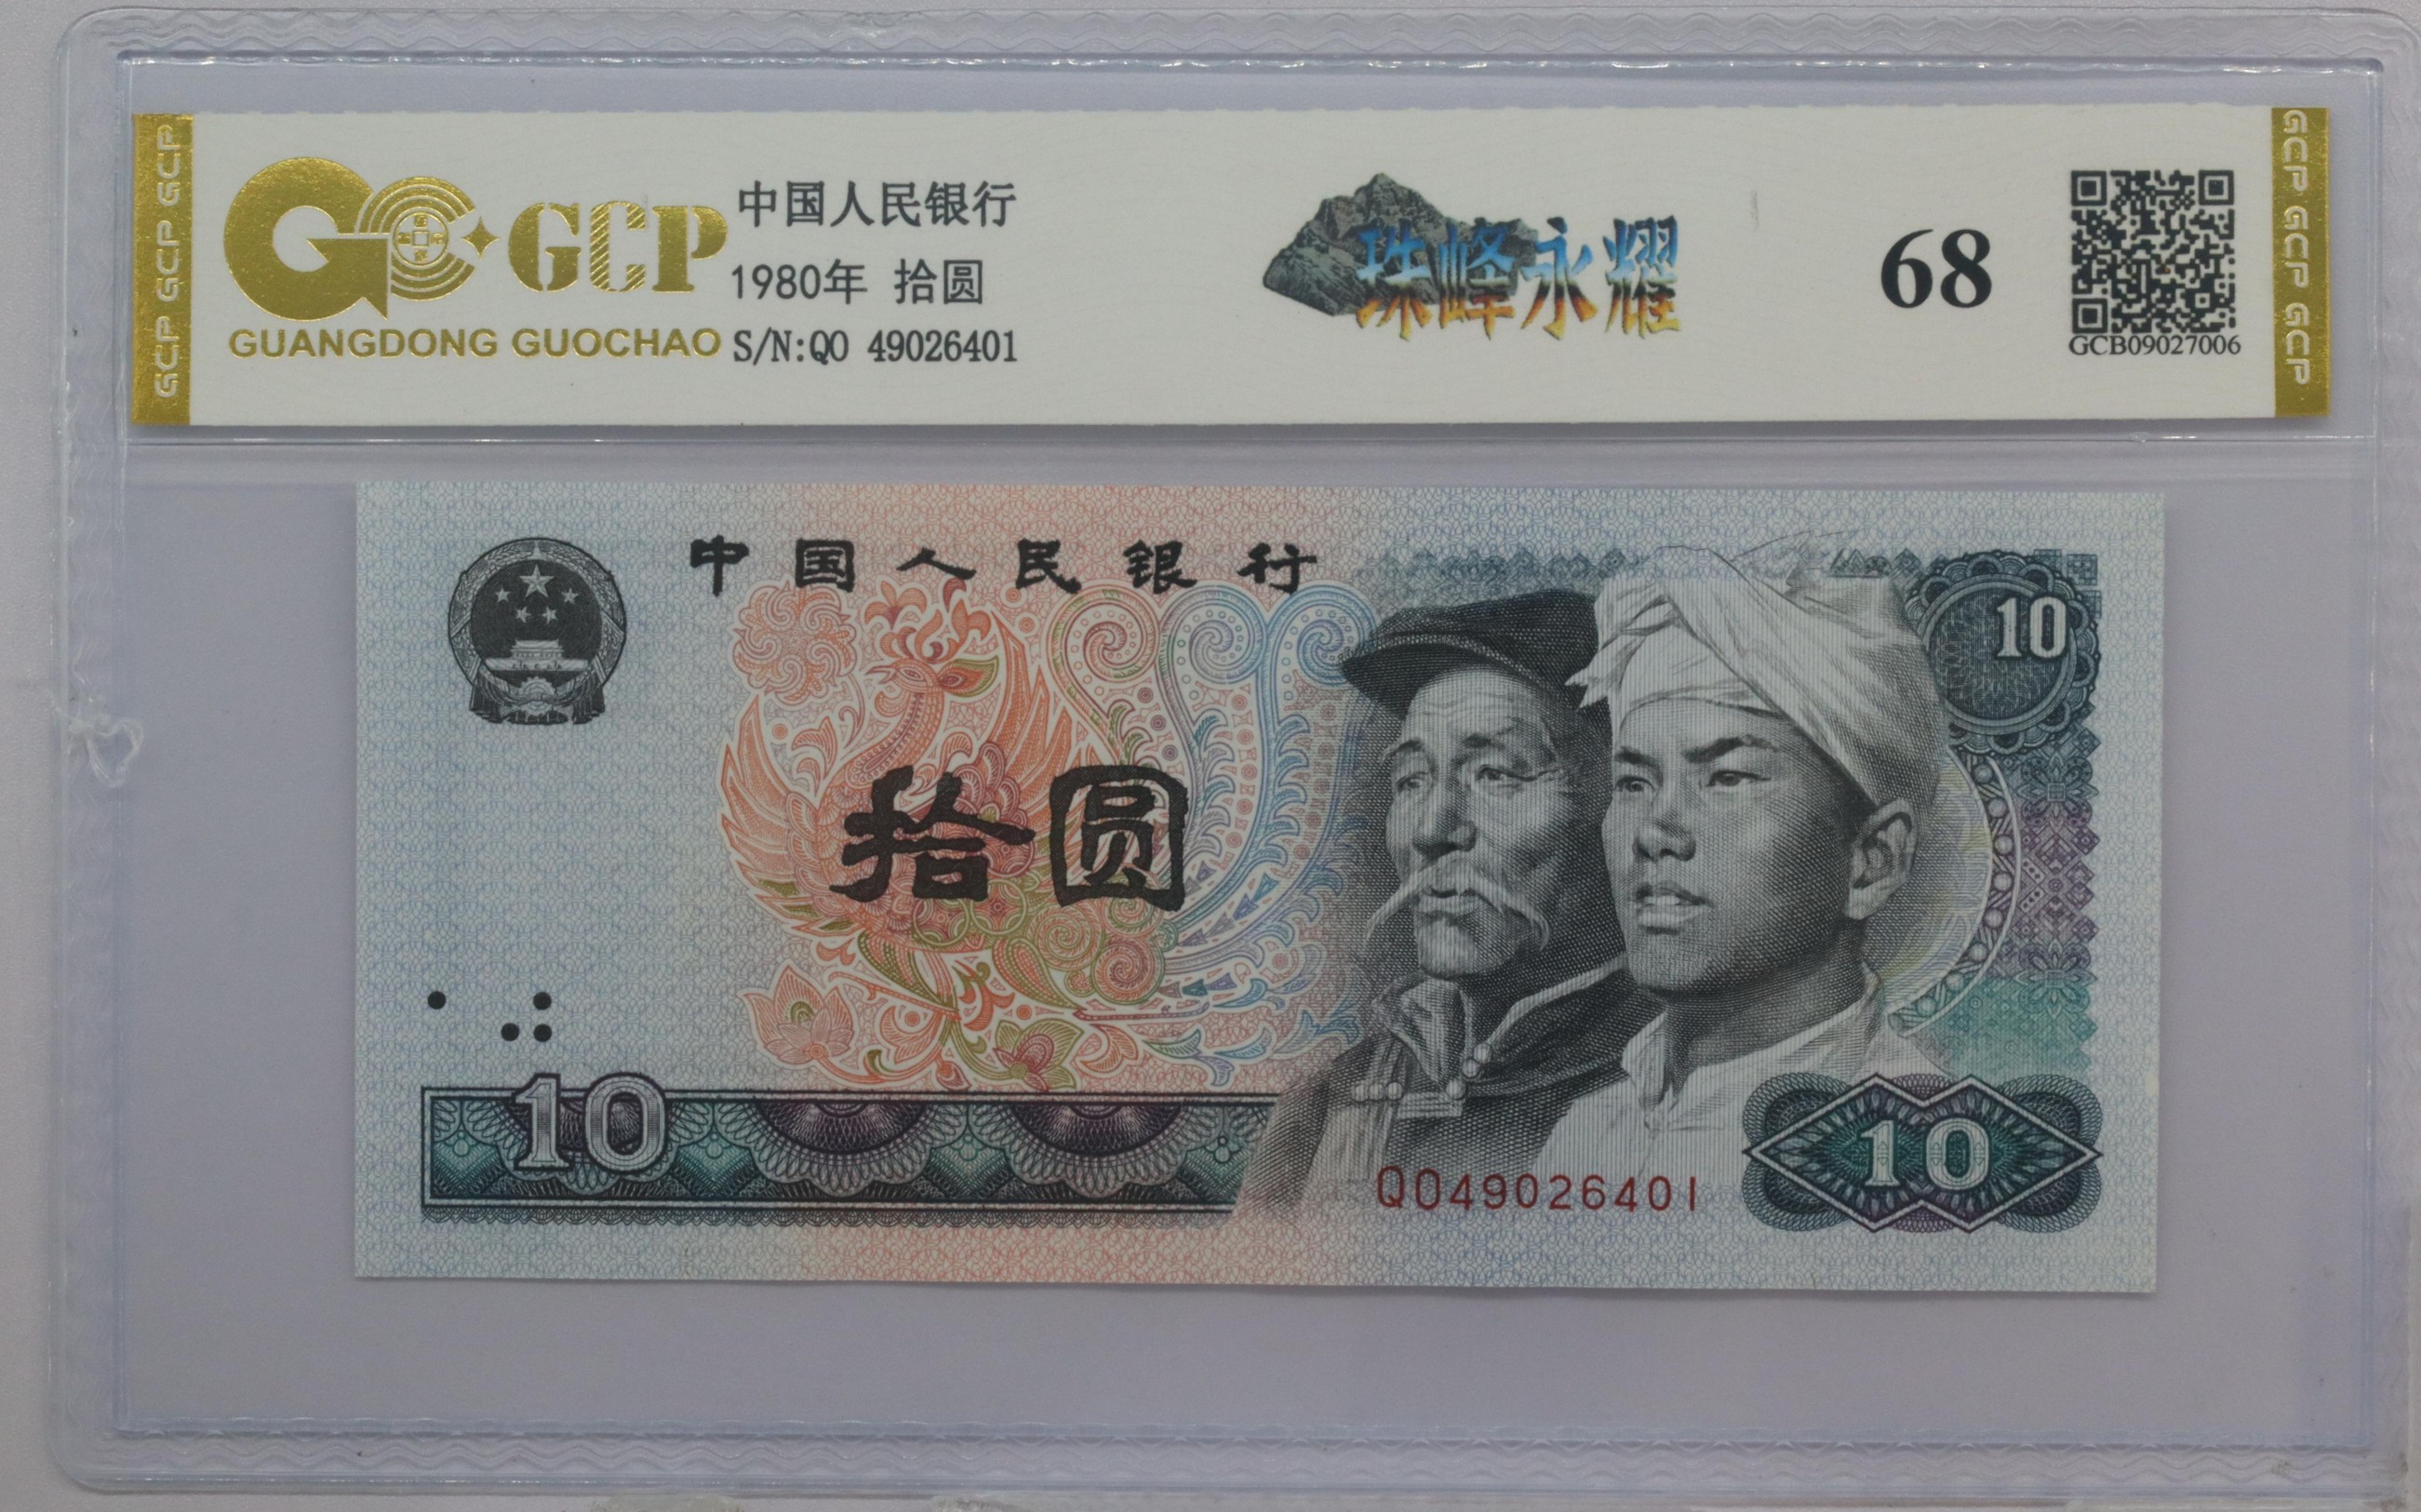 GCP GCP GCP
GCP
GUANGDONG GUOCHAO
中国人民银行
1980年 拾圆
S/N:QO 49026401
珠峰永耀
68
GCB09027006
GCP GCP GCP
中国人民银行
10
拾圆
10
QO49026401
10